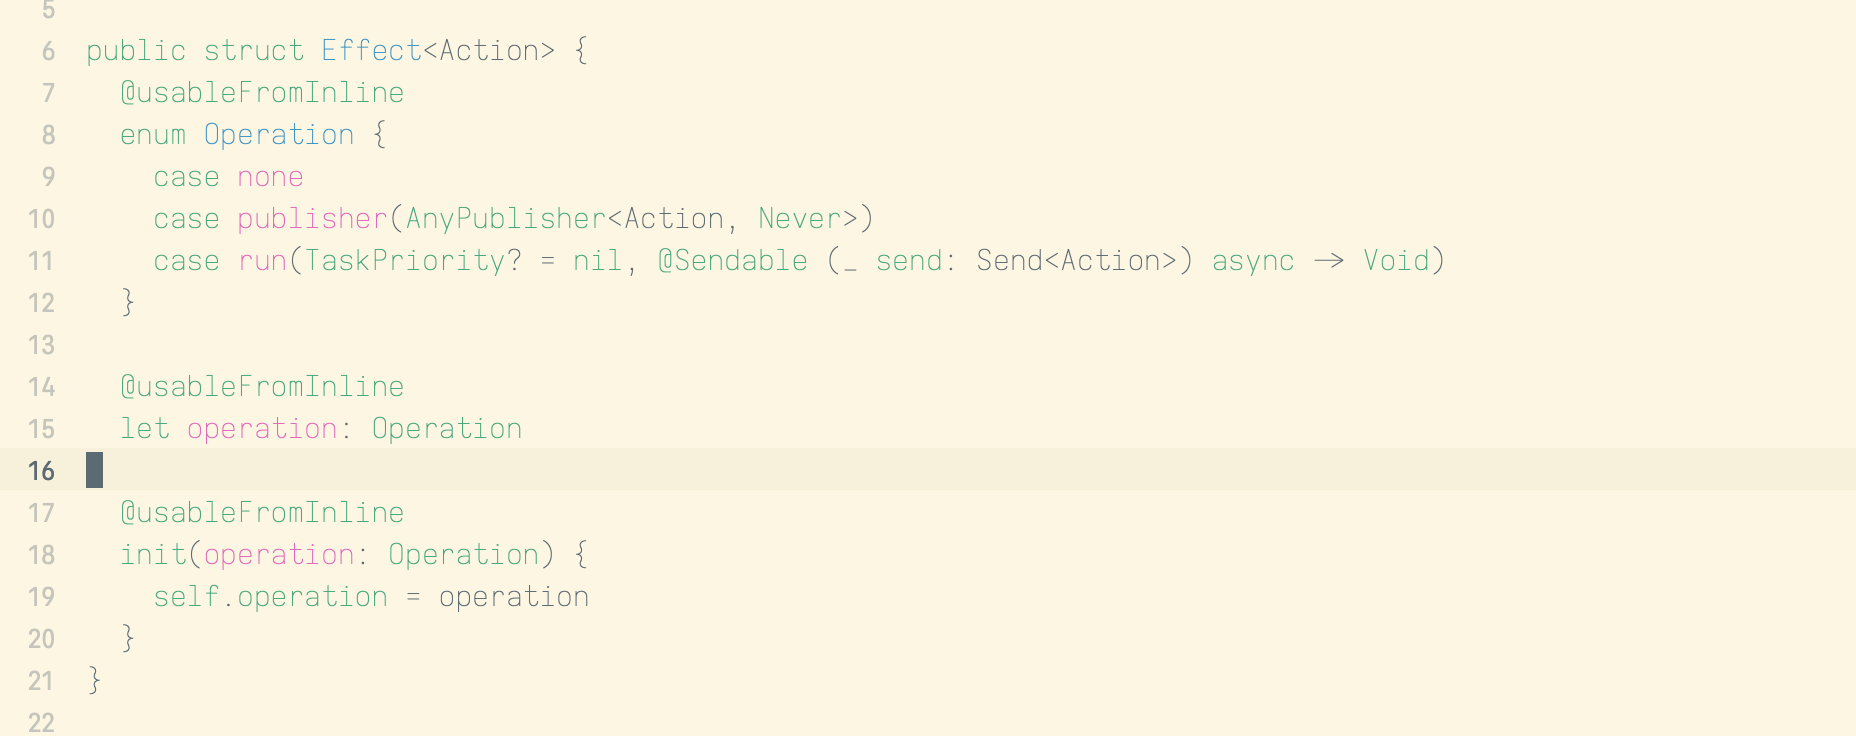 5
6 public struct Effect<Action> {
7   @usableFromInline
8   enum Operation {
9     case none
10     case publisher(AnyPublisher<Action, Never>)
11     case run(TaskPriority? = nil, @Sendable (_ send: Send<Action>) async -> Void)
12   }
13
14   @usableFromInline
15   let operation: Operation
16
17   @usableFromInline
18   init(operation: Operation) {
19     self.operation = operation
20   }
21 }
22